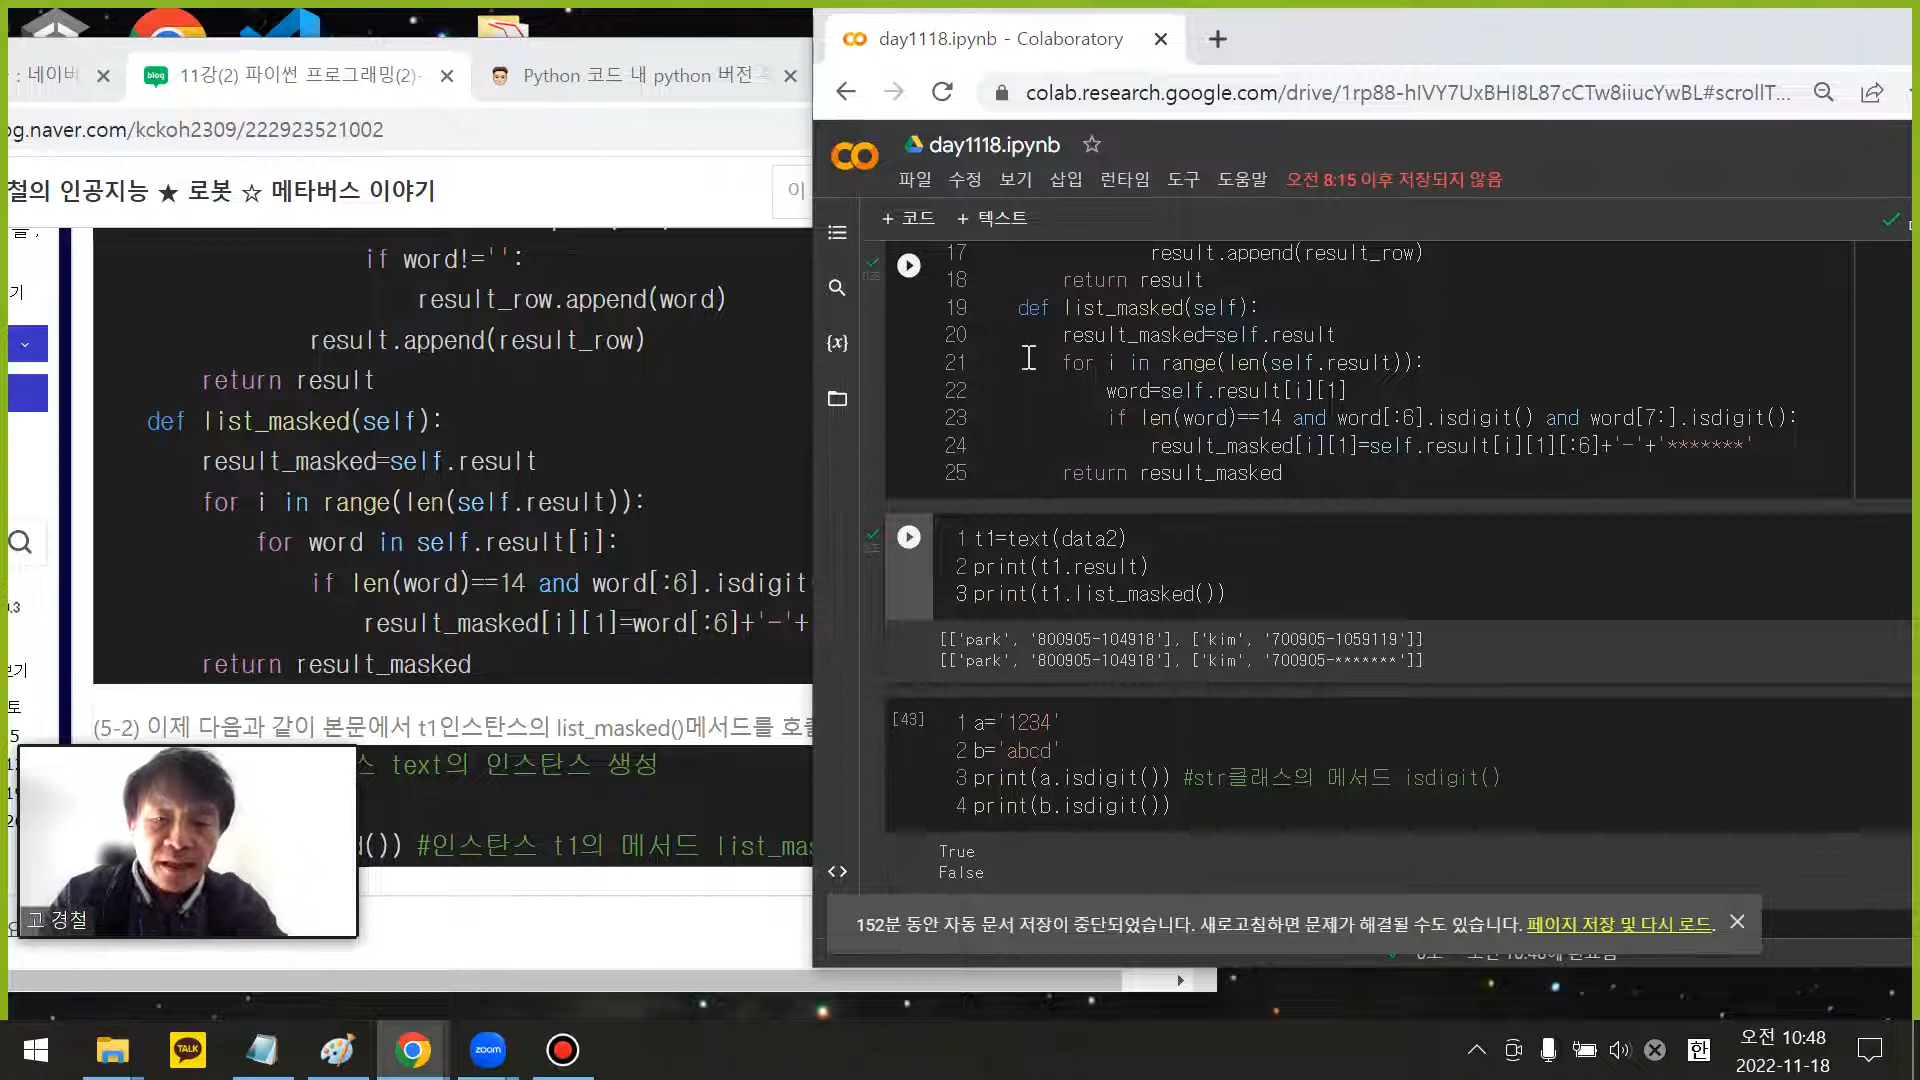 : 네이버
blog
11강(2) 파이썬 프로그래밍(2)-
Python 코드 내 python 버전
og.naver.com/kckoh2309/222923521002
철의 인공지능 ★ 로봇 ☆ 메타버스 이야기
이
if word!='':
result_row.append(word)
result.append(result_row)
return result
def list_masked(self):
result_masked=self.result
for i in range(len(self.result)):
for word in self.result[i]:
if len(word)==14 and word[:6].isdigit(
result_masked[i][1]=word[:6]+'-'+
return result_masked
(5-2) 이제 다음과 같이 본문에서 t1인스탄스의 list_masked()메서드를 호출
스 text의 인스탄스 생성
d()) #인스탄스 t1의 메서드 list_mas
고 경철
day1118.ipynb - Colaboratory
colab.research.google.com/drive/1rp88-hIVY7UxBHI8L87cCTw8iiucYwBL#scrollT...
day1118.ipynb
파일 수정 보기 삽입 런타임 도구 도움말 오전 8:15 이후 저장되지 않음
+ 코드 + 텍스트
17 result.append(result_row)
18 return result
19 def list_masked(self):
20 result_masked=self.result
21 for i in range(len(self.result)):
22 word=self.result[i][1]
23 if len(word)==14 and word[:6].isdigit() and word[7:].isdigit():
24 result_masked[i][1]=self.result[i][1][:6]+'-'+'*******'
25 return result_masked
1 t1=text(data2)
2 print(t1.result)
3 print(t1.list_masked())
[['park', '800905-104918'], ['kim', '700905-1059119']]
[['park', '800905-104918'], ['kim', '700905-*******']]
[43]
1 a='1234'
2 b='abcd'
3 print(a.isdigit()) #str클래스의 메서드 isdigit()
4 print(b.isdigit())
True
False
152분 동안 자동 문서 저장이 중단되었습니다. 새로고침하면 문제가 해결될 수도 있습니다. 페이지 저장 및 다시 로드.
TALK
zoom
한
오전 10:48
2022-11-18